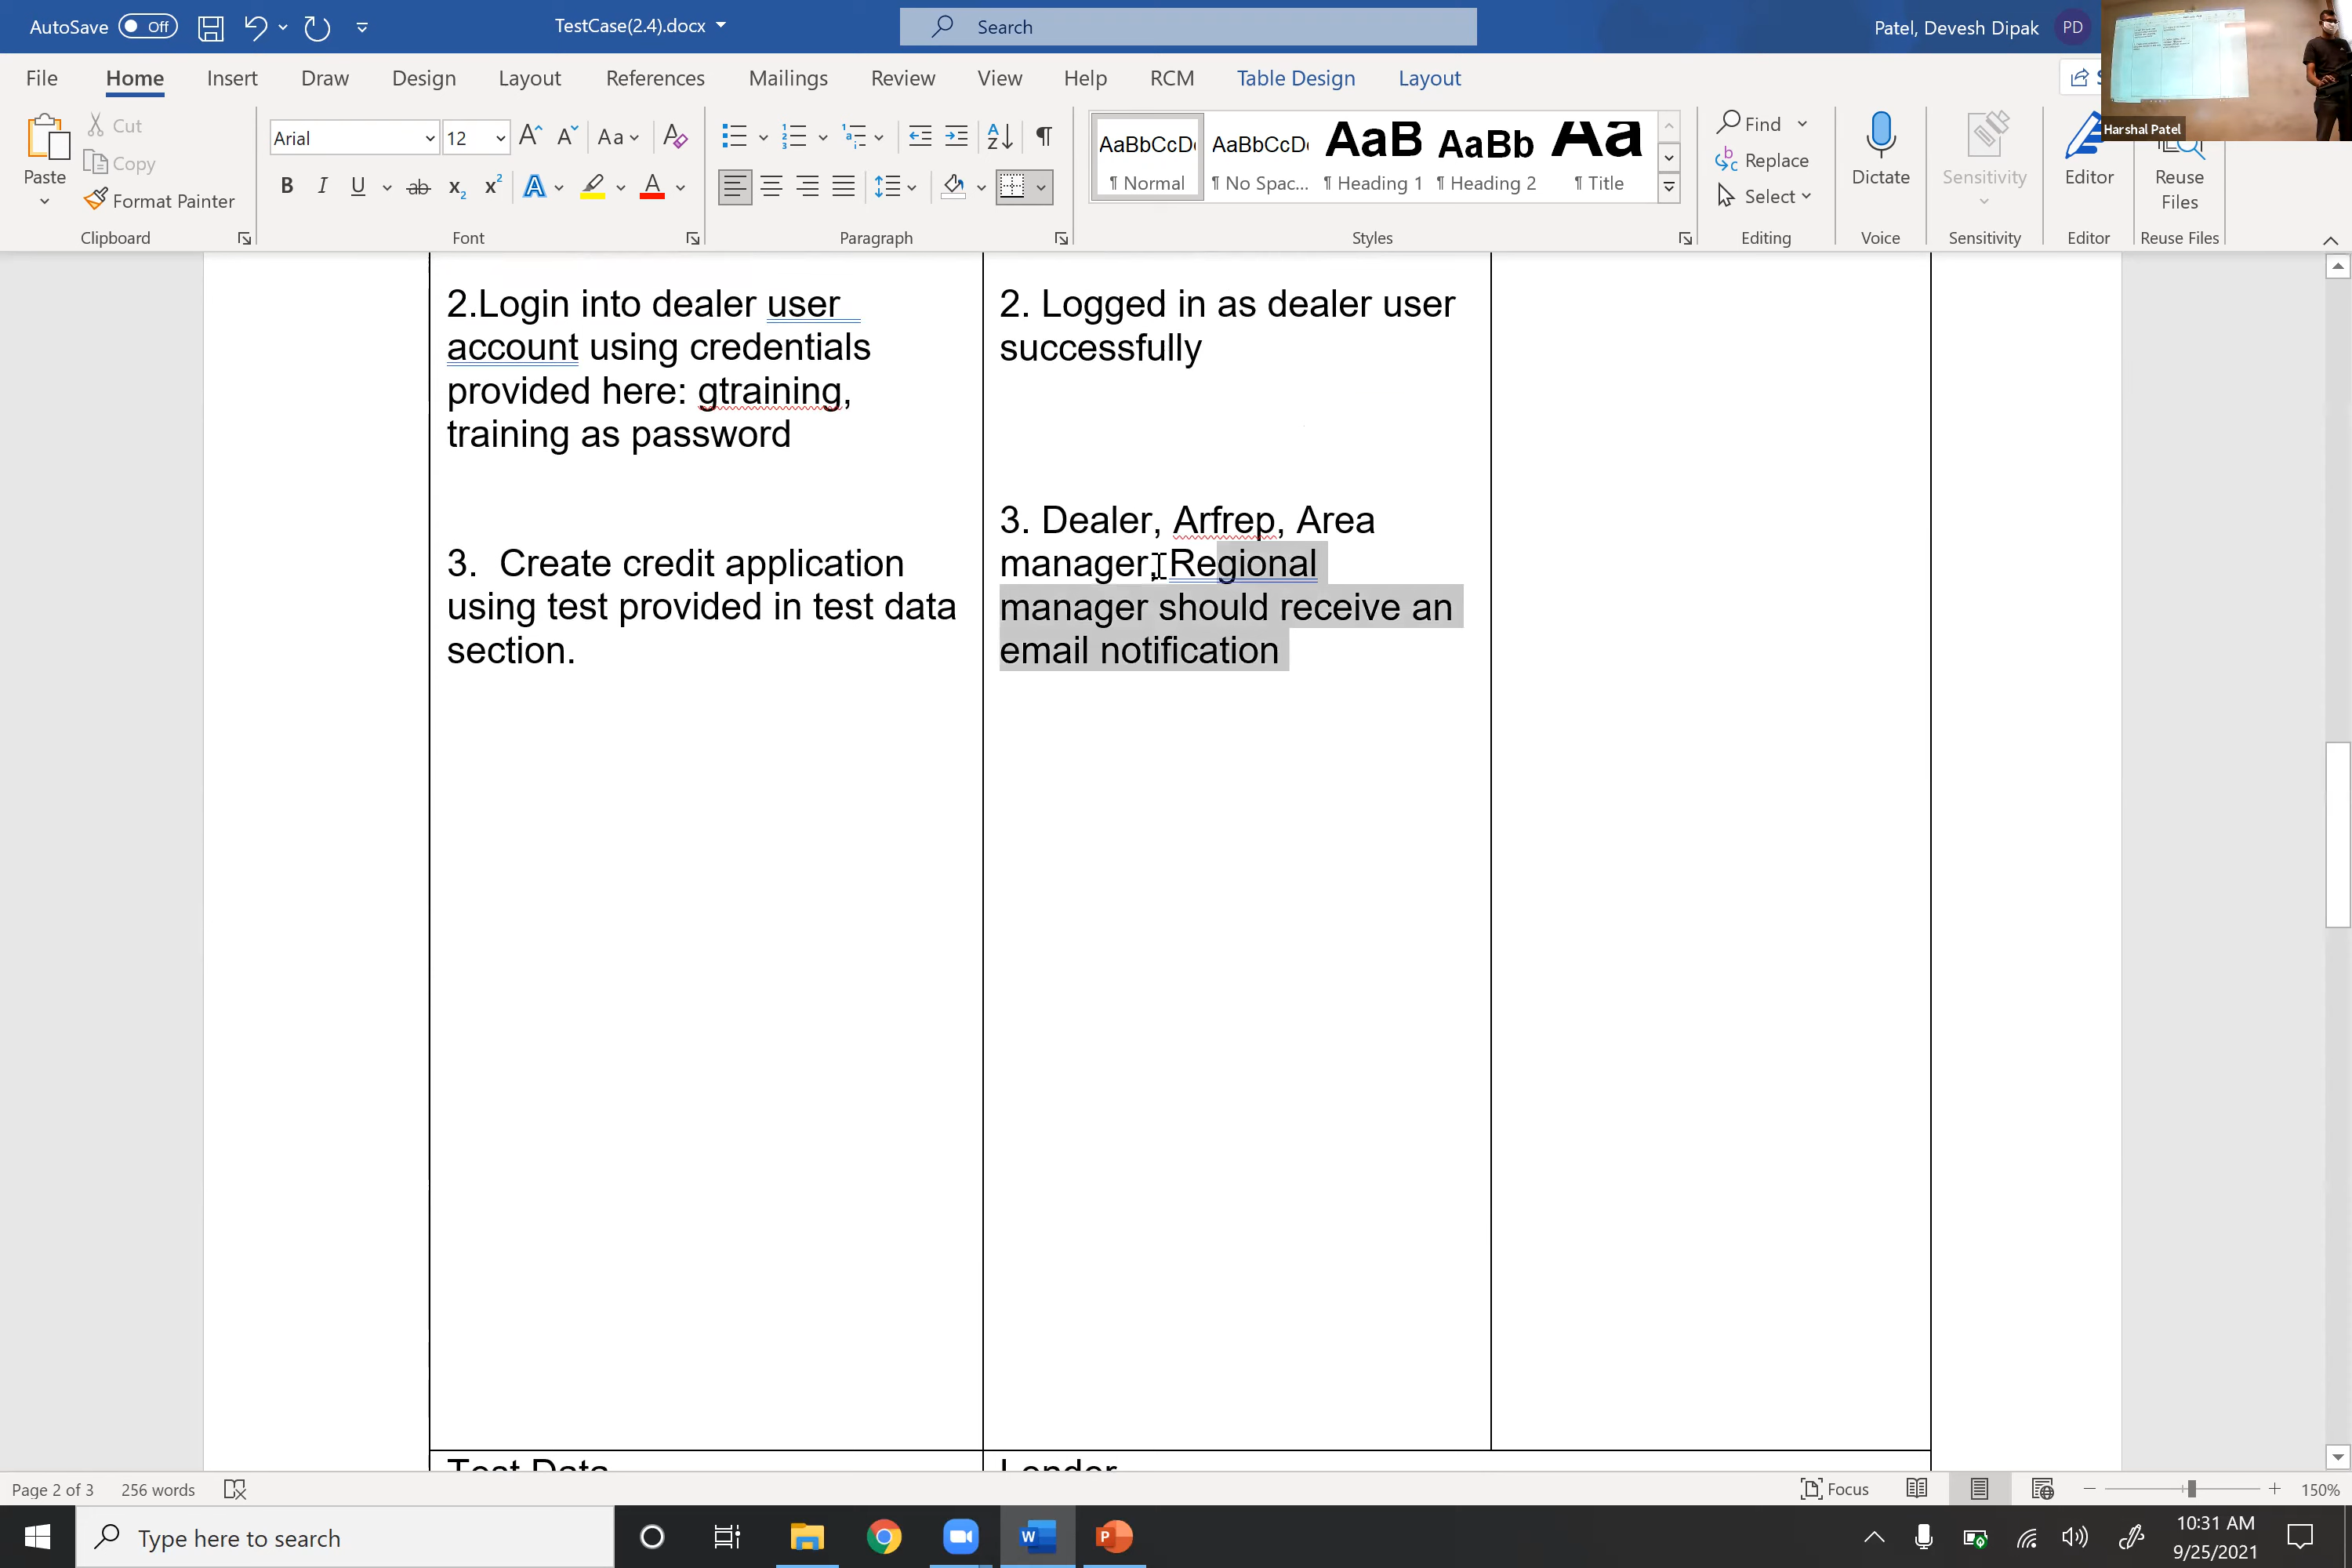 AutoSave Off TestCase(2.4).docx Search Patel, Devesh Dipak PD
File Home Insert Draw Design Layout References Mailings Review View Help RCM Table Design Layout
Harshal Patel
Paste
Cut
Copy
Format Painter
Clipboard
Arial 12
Font
Paragraph
AaBbCcD AaBbCcD AaB AaBb Aa
¶ Normal ¶ No Spac... ¶ Heading 1 ¶ Heading 2 ¶ Title
Styles
Find
Replace
Select
Editing
Dictate
Voice
Sensitivity
Sensitivity
Editor
Editor
Reuse
Files
Reuse Files
2.Login into dealer user
account using credentials
provided here: gtraining,
training as password
3. Create credit application
using test provided in test data
section.
2. Logged in as dealer user
successfully
3. Dealer, Arfrep, Area
manager, Regional
manager should receive an
email notification
Test Data
Lender
Page 2 of 3 256 words Focus 150%
Type here to search
10:31 AM
9/25/2021